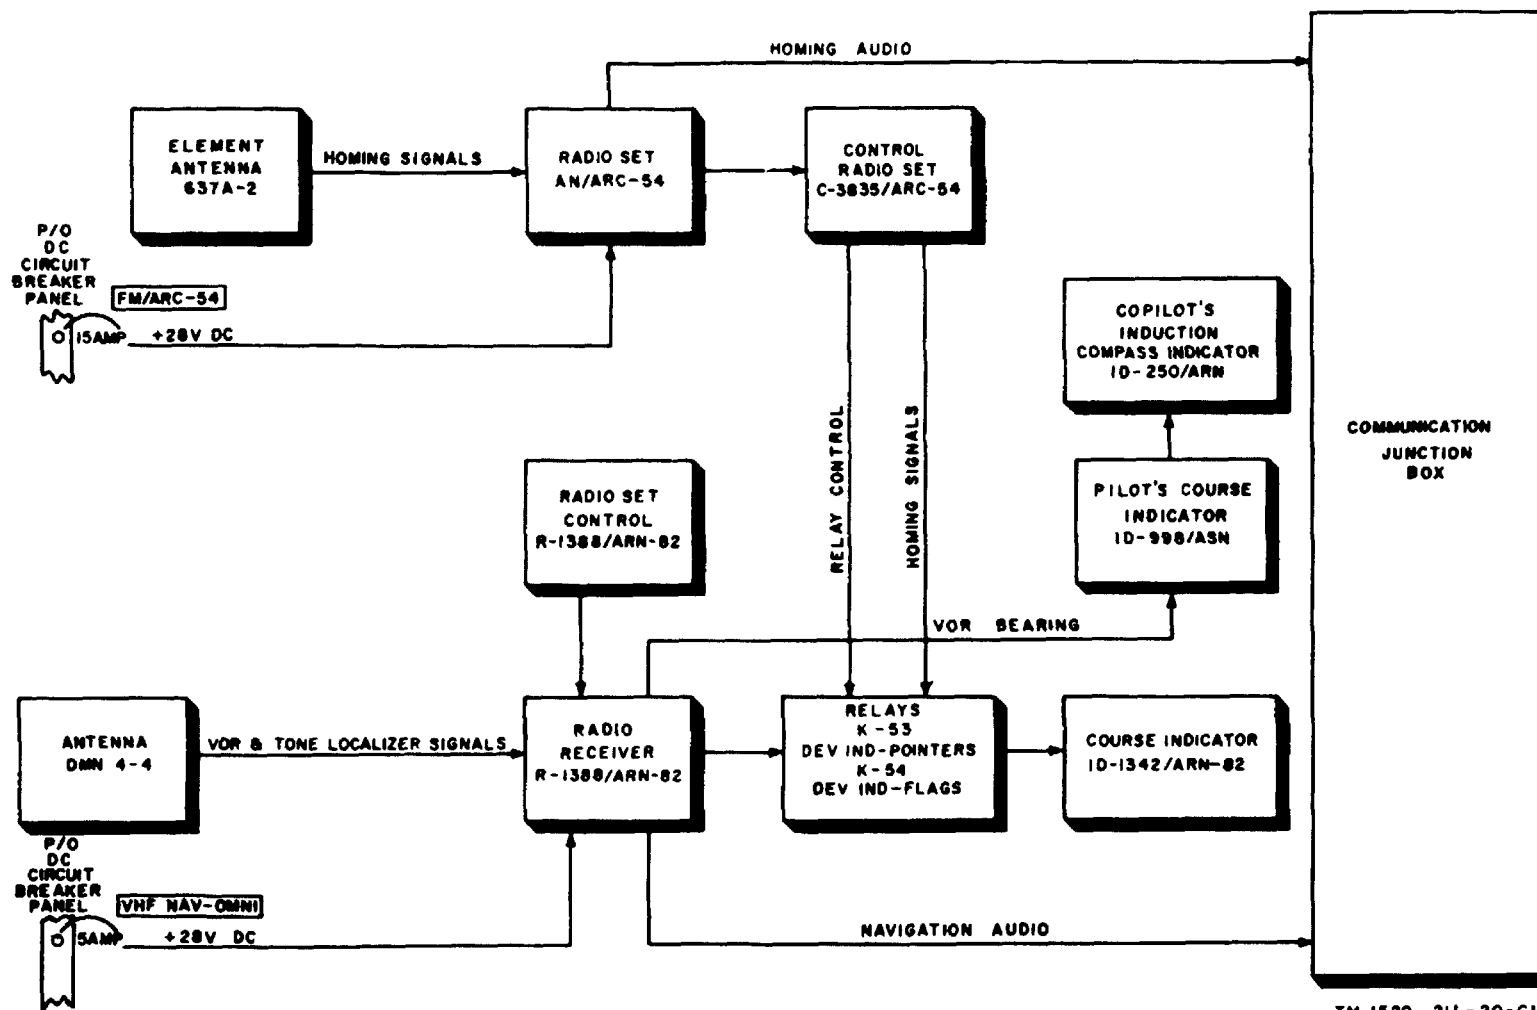 HOMING AUDIO
ELEMENT
ANTENNA
637A-2
HOMING SIGNALS
RADIO SET
AN/ARC-54
CONTROL
RADIO SET
C-3835/ARC-54
P/O
DC
CIRCUIT
BREAKER
PANEL
FM/ARC-54
15AMP
+28V DC
COPILOT'S
INDUCTION
COMPASS INDICATOR
ID-250/ARN
RELAY CONTROL
HOMING SIGNALS
COMMUNICATION
JUNCTION
BOX
RADIO SET
CONTROL
R-1388/ARN-82
PILOT'S COURSE
INDICATOR
ID-998/ASN
VOR BEARING
ANTENNA
DMN 4-4
VOR & TONE LOCALIZER SIGNALS
RADIO
RECEIVER
R-1388/ARN-82
RELAYS
K-53
DEV IND-POINTERS
K-54
DEV IND-FLAGS
COURSE INDICATOR
ID-1342/ARN-82
P/O
DC
CIRCUIT
BREAKER
PANEL
VHF NAV-OMNI
5AMP
+28V DC
NAVIGATION AUDIO